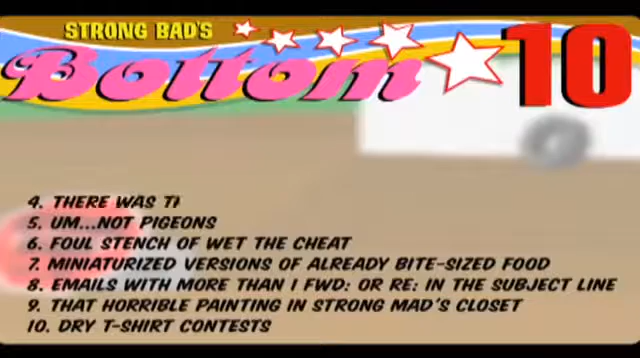 STRONG BAD'S
Bottom 10
4. THERE WAS TH
5. UM...NOT PIGEONS
6. FOUL STENCH OF WET THE CHEAT
7. MINIATURIZED VERSIONS OF ALREADY BITE-SIZED FOOD
8. EMAILS WITH MORE THAN 1 FWD: OR RE: IN THE SUBJECT LINE
9. THAT HORRIBLE PAINTING IN STRONG MAD'S CLOSET
10. DRY T-SHIRT CONTESTS